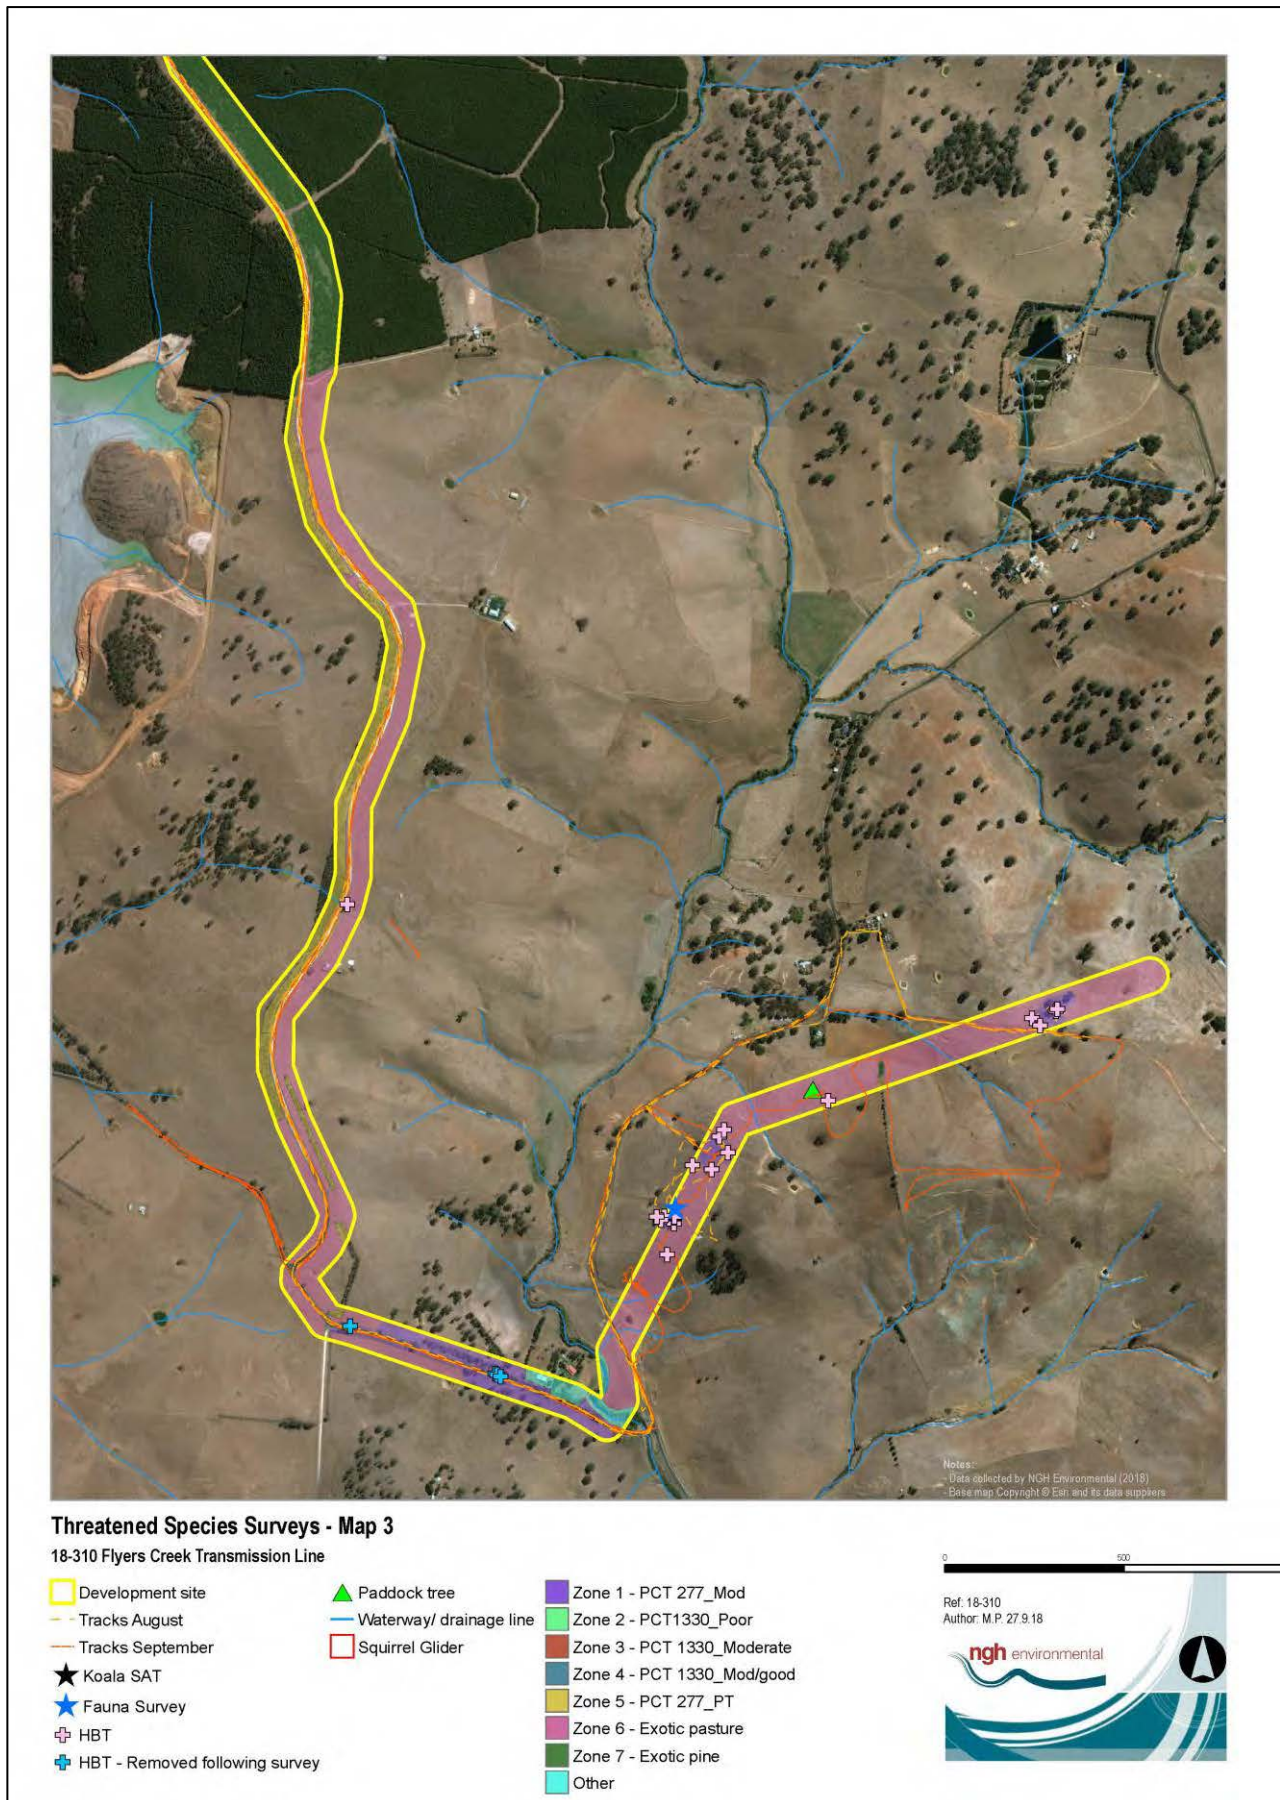 Notes:
- Data collected by NGH Environmental (2018)
- Base map Copyright © Esri and its data suppliers
Threatened Species Surveys - Map 3
18-310 Flyers Creek Transmission Line
Development site
Tracks August
Tracks September
Koala SAT
Fauna Survey
HBT
HBT - Removed following survey
Paddock tree
Waterway/ drainage line
Squirrel Glider
Zone 1 - PCT 277_Mod
Zone 2 - PCT1330_Poor
Zone 3 - PCT 1330_Moderate
Zone 4 - PCT 1330_Mod/good
Zone 5 - PCT 277_PT
Zone 6 - Exotic pasture
Zone 7 - Exotic pine
Other
0 500
Ref: 18-310
Author: M.P. 27.9.18
ngh environmental